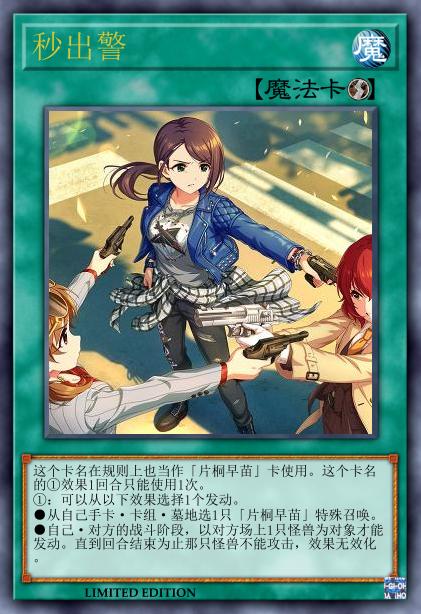 秒出警
魔
【魔法卡】
这个卡名在规则上也当作「片桐早苗」卡使用。这个卡名
的①效果1回合只能使用1次。
①：可以从以下效果选择1个发动。
●从自己手卡·卡组·墓地选1只「片桐早苗」特殊召唤。
●自己·对方的战斗阶段，以对方场上1只怪兽为对象才能
发动。直到回合结束为止那只怪兽不能攻击，效果无效化
。
LIMITED EDITION